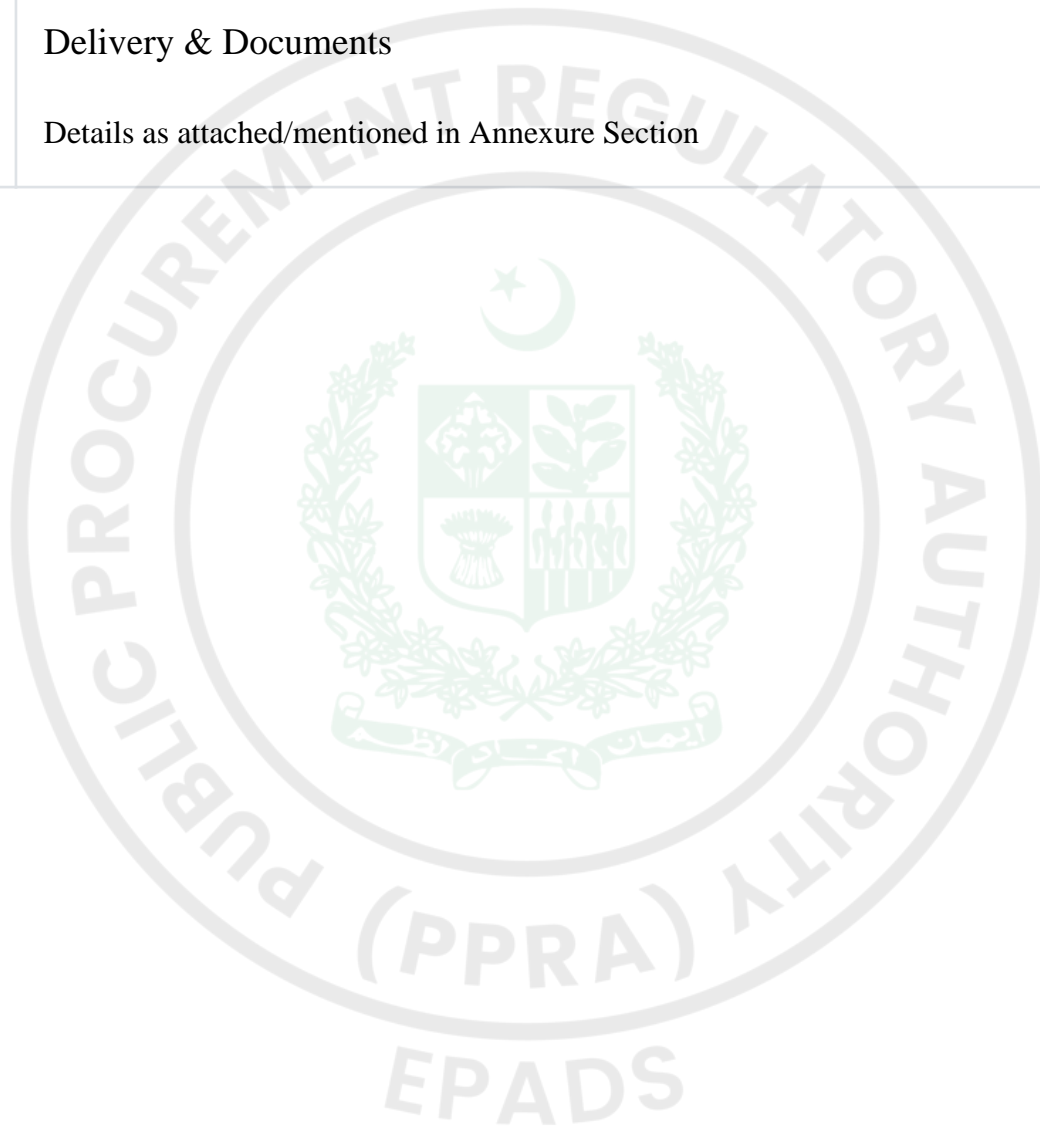 Delivery & Documents
Details as attached/mentioned in Annexure Section
PUBLIC PROCUREMENT REGULATORY AUTHORITY
(PPRA)
EPADS